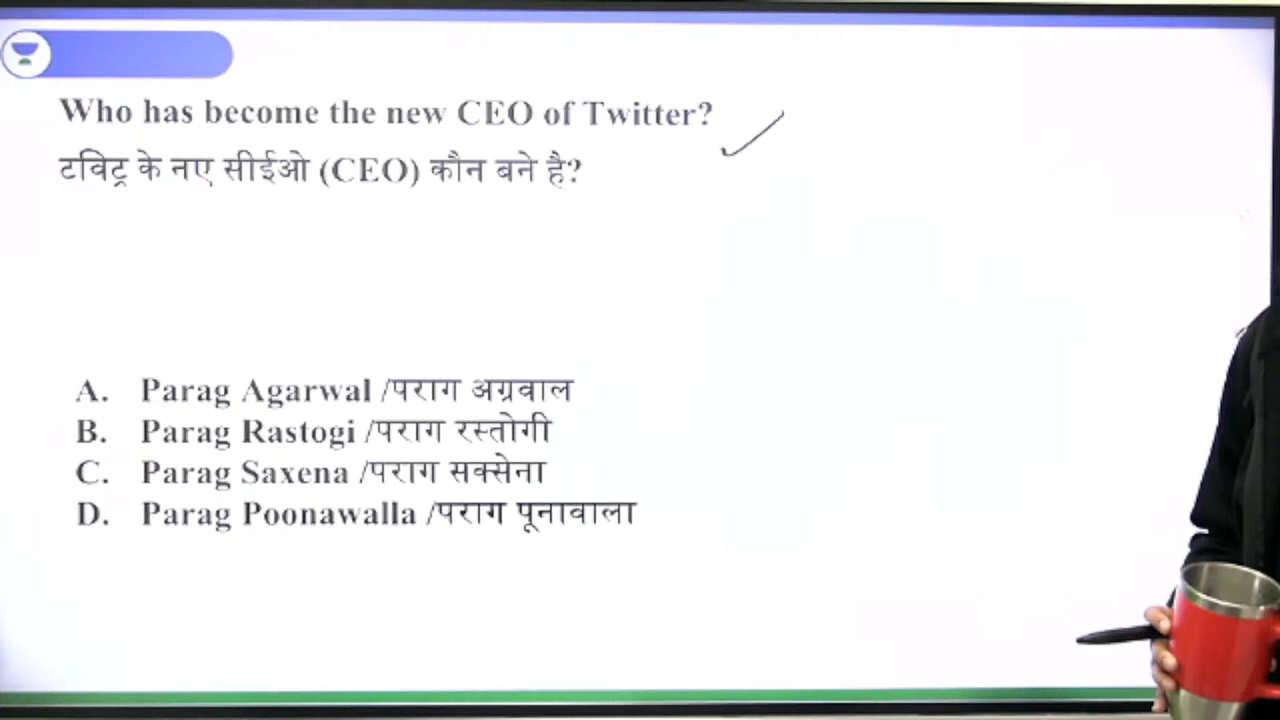 Who has become the new CEO of Twitter?
टविट्र के नए सीईओ (CEO) कौन बने है?
A. Parag Agarwal /पराग अग्रवाल
B. Parag Rastogi /पराग रस्तोगी
C. Parag Saxena /पराग सक्सेना
D. Parag Poonawalla /पराग पूनावाला